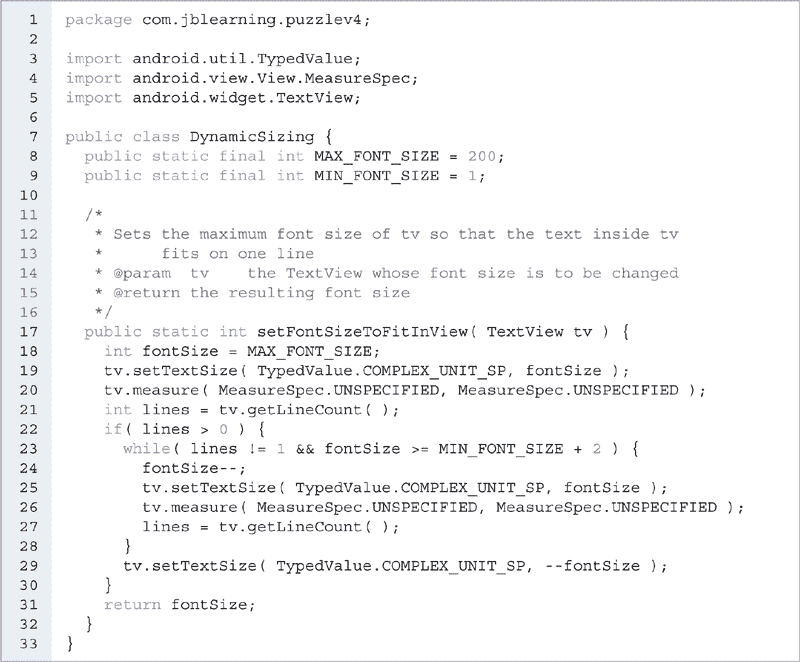 1 package com.jblearning.puzzlev4;
2
3 import android.util.TypedValue;
4 import android.view.View.MeasureSpec;
5 import android.widget.TextView;
6
7 public class DynamicSizing {
8   public static final int MAX_FONT_SIZE = 200;
9   public static final int MIN_FONT_SIZE = 1;
10
11   /*
12    * Sets the maximum font size of tv so that the text inside tv
13    *      fits on one line
14    * @param  tv    the TextView whose font size is to be changed
15    * @return the resulting font size
16    */
17   public static int setFontSizeToFitInView( TextView tv ) {
18     int fontSize = MAX_FONT_SIZE;
19     tv.setTextSize( TypedValue.COMPLEX_UNIT_SP, fontSize );
20     tv.measure( MeasureSpec.UNSPECIFIED, MeasureSpec.UNSPECIFIED );
21     int lines = tv.getLineCount( );
22     if( lines > 0 ) {
23       while( lines != 1 && fontSize >= MIN_FONT_SIZE + 2 ) {
24         fontSize--;
25         tv.setTextSize( TypedValue.COMPLEX_UNIT_SP, fontSize );
26         tv.measure( MeasureSpec.UNSPECIFIED, MeasureSpec.UNSPECIFIED );
27         lines = tv.getLineCount( );
28       }
29       tv.setTextSize( TypedValue.COMPLEX_UNIT_SP, --fontSize );
30     }
31     return fontSize;
32   }
33 }